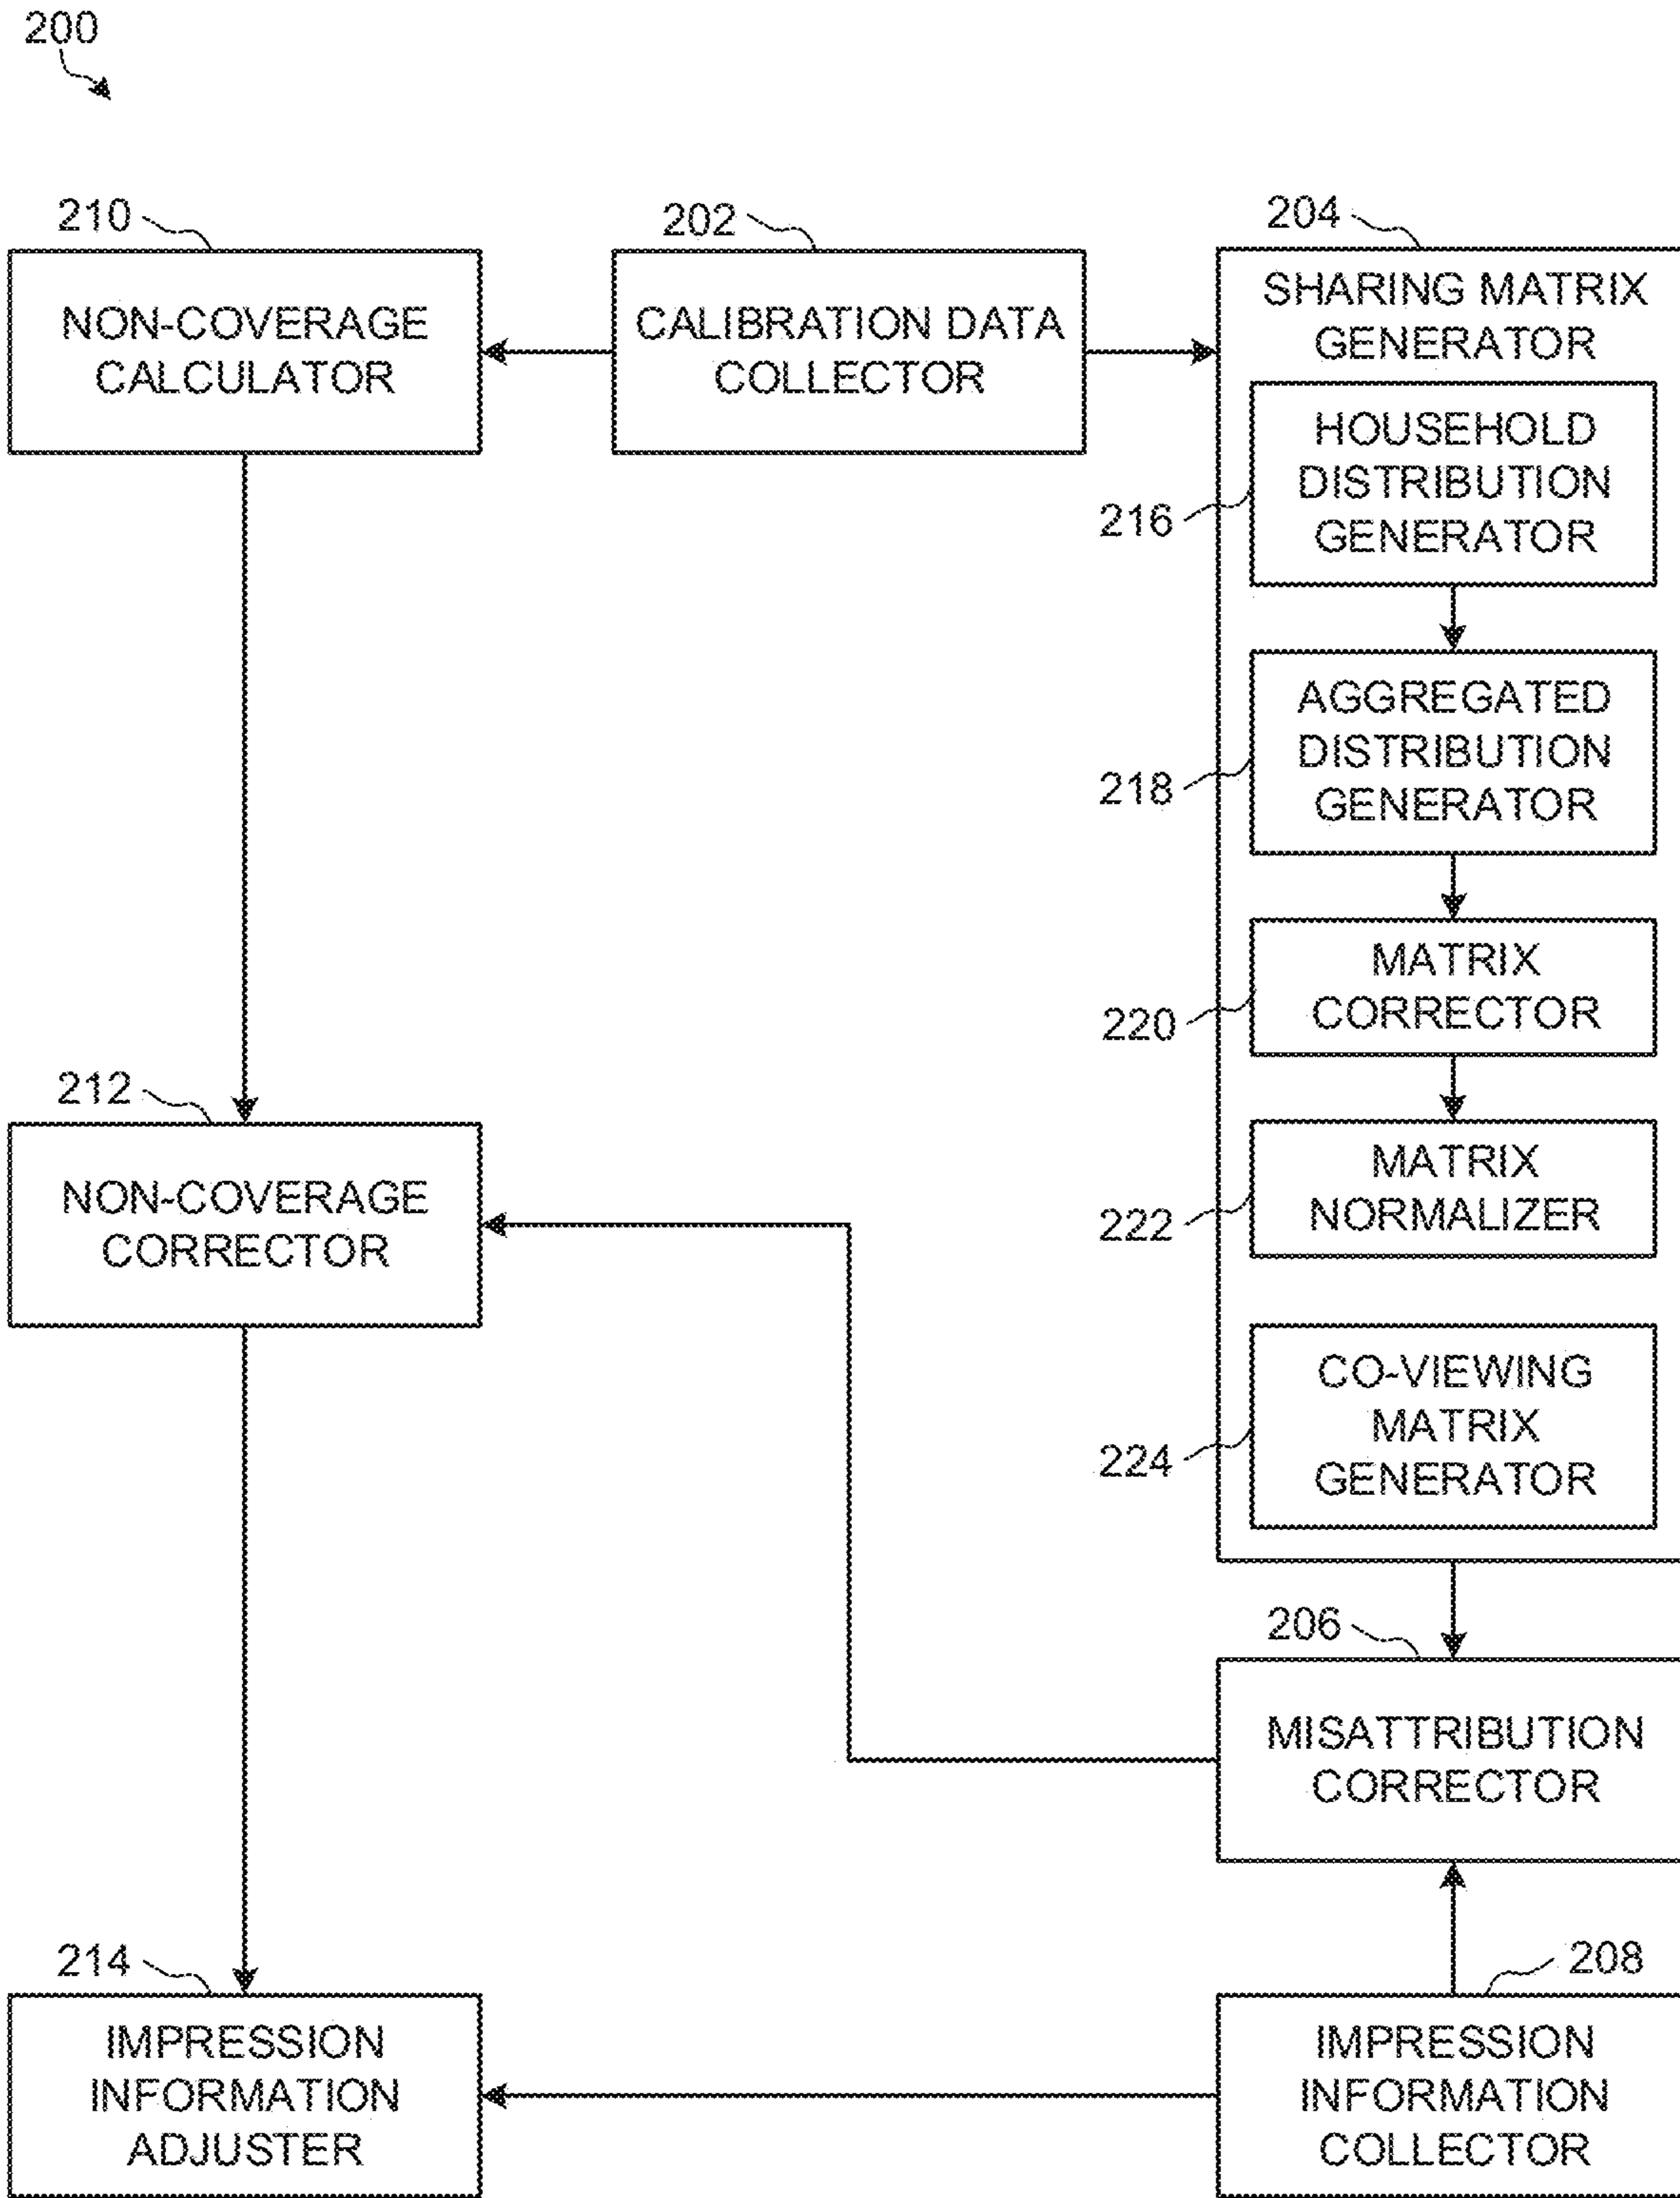 200
210
NON-COVERAGE
CALCULATOR
202
CALIBRATION DATA
COLLECTOR
204
SHARING MATRIX
GENERATOR
216
HOUSEHOLD
DISTRIBUTION
GENERATOR
218
AGGREGATED
DISTRIBUTION
GENERATOR
220
MATRIX
CORRECTOR
222
MATRIX
NORMALIZER
224
CO-VIEWING
MATRIX
GENERATOR
212
NON-COVERAGE
CORRECTOR
206
MISATTRIBUTION
CORRECTOR
214
IMPRESSION
INFORMATION
ADJUSTER
208
IMPRESSION
INFORMATION
COLLECTOR